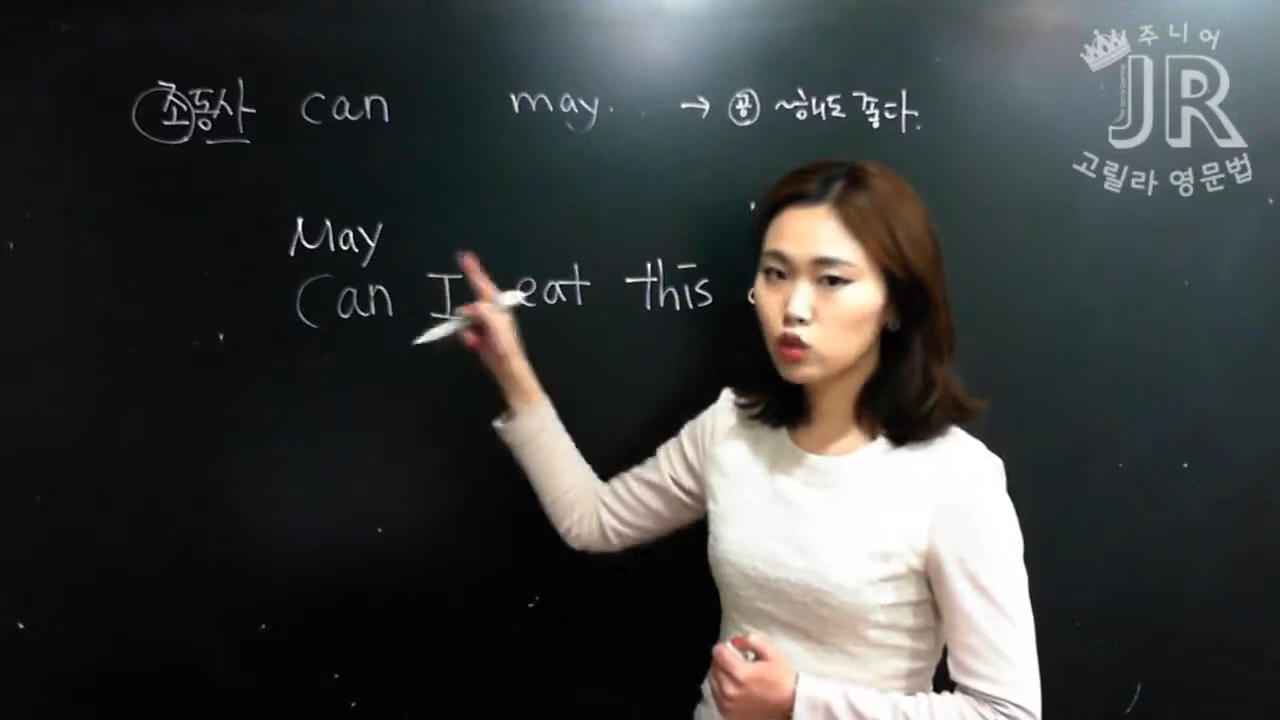 조동사 can may. → 공 ~해도 좋다.
May
Can I eat this
주니어
JR
고릴라 영문법